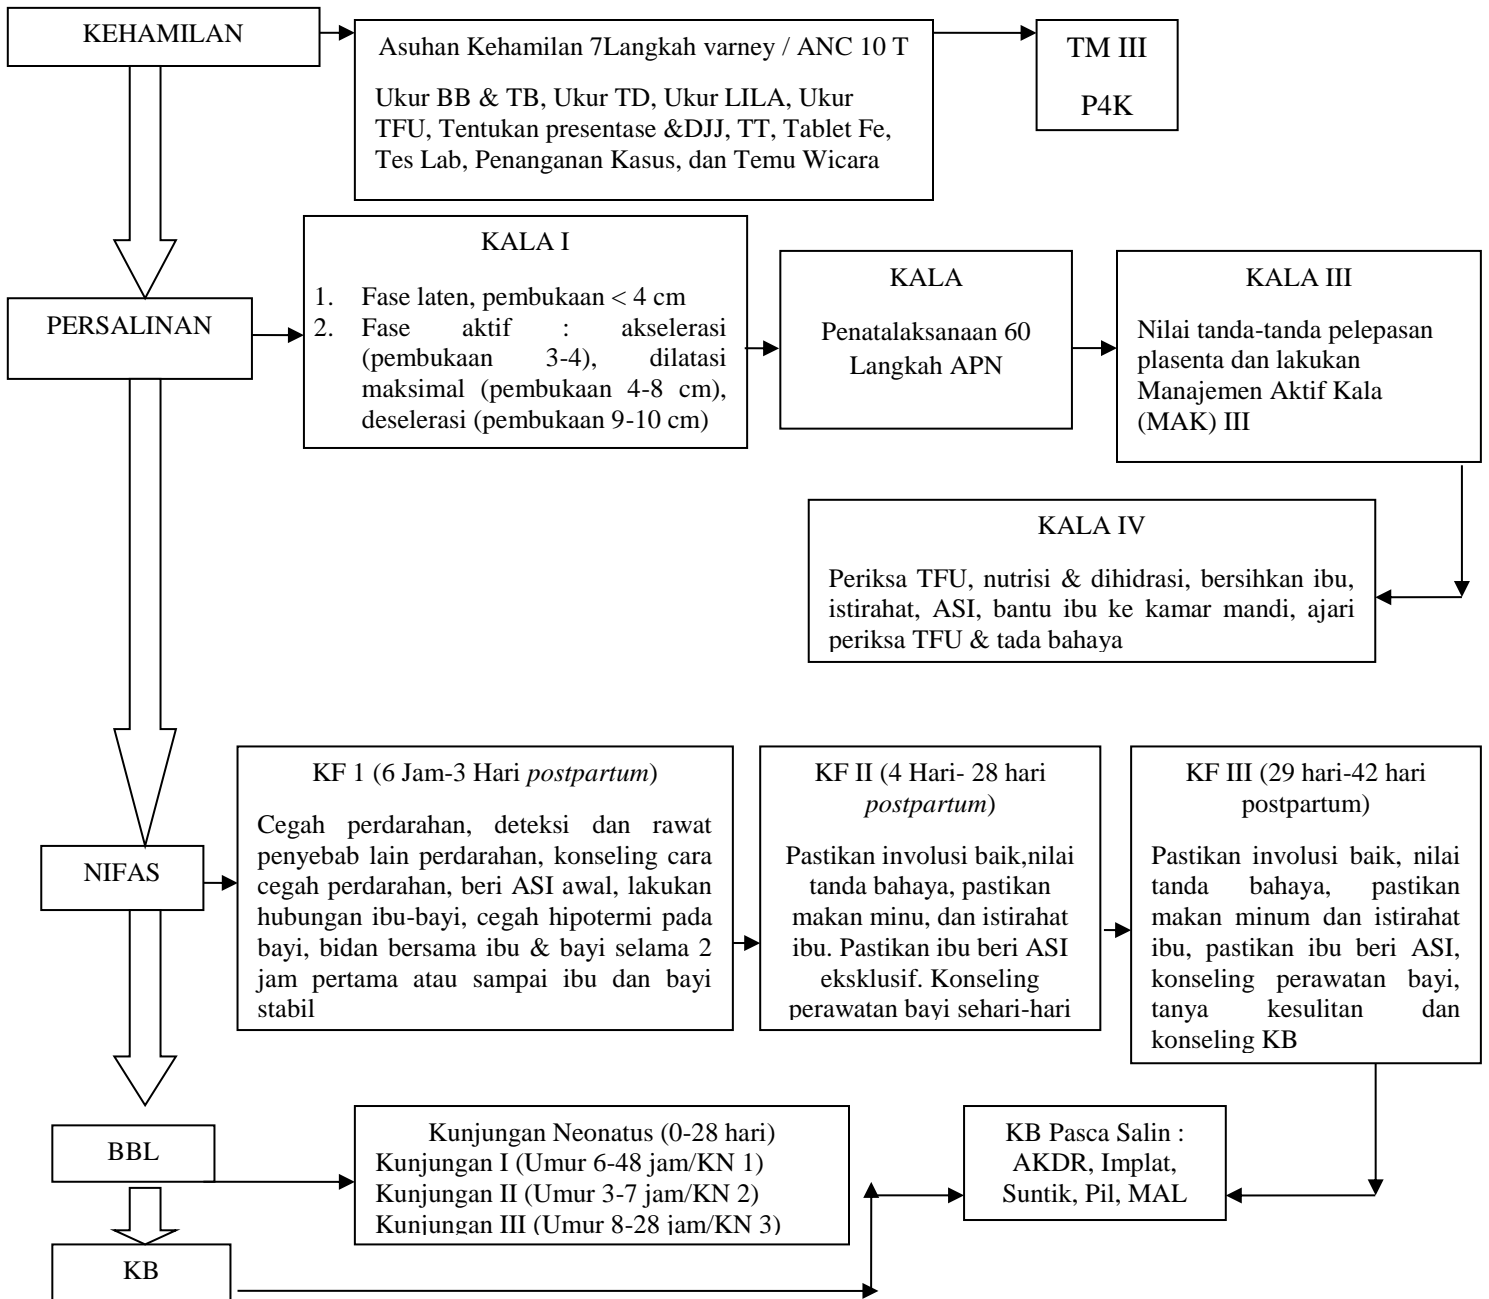 KEHAMILAN
Asuhan Kehamilan 7Langkah varney / ANC 10 T
Ukur BB & TB, Ukur TD, Ukur LILA, Ukur
TFU, Tentukan presentase &DJJ, TT, Tablet Fe,
Tes Lab, Penanganan Kasus, dan Temu Wicara
TM III
P4K
PERSALINAN
KALA I
1. Fase laten, pembukaan < 4 cm
2. Fase aktif : akselerasi
(pembukaan 3-4), dilatasi
maksimal (pembukaan 4-8 cm),
deselerasi (pembukaan 9-10 cm)
KALA
Penatalaksanaan 60
Langkah APN
KALA III
Nilai tanda-tanda pelepasan
plasenta dan lakukan
Manajemen Aktif Kala
(MAK) III
KALA IV
Periksa TFU, nutrisi & dihidrasi, bersihkan ibu,
istirahat, ASI, bantu ibu ke kamar mandi, ajari
periksa TFU & tada bahaya
NIFAS
KF 1 (6 Jam-3 Hari postpartum)
Cegah perdarahan, deteksi dan rawat
penyebab lain perdarahan, konseling cara
cegah perdarahan, beri ASI awal, lakukan
hubungan ibu-bayi, cegah hipotermi pada
bayi, bidan bersama ibu & bayi selama 2
jam pertama atau sampai ibu dan bayi
stabil
KF II (4 Hari- 28 hari
postpartum)
Pastikan involusi baik,nilai
tanda bahaya, pastikan
makan minu, dan istirahat
ibu. Pastikan ibu beri ASI
eksklusif. Konseling
perawatan bayi sehari-hari
KF III (29 hari-42 hari
postpartum)
Pastikan involusi baik, nilai
tanda bahaya, pastikan
makan minum dan istirahat
ibu, pastikan ibu beri ASI,
konseling perawatan bayi,
tanya kesulitan dan
konseling KB
BBL
Kunjungan Neonatus (0-28 hari)
Kunjungan I (Umur 6-48 jam/KN 1)
Kunjungan II (Umur 3-7 jam/KN 2)
Kunjungan III (Umur 8-28 jam/KN 3)
KB Pasca Salin :
AKDR, Implat,
Suntik, Pil, MAL
KB